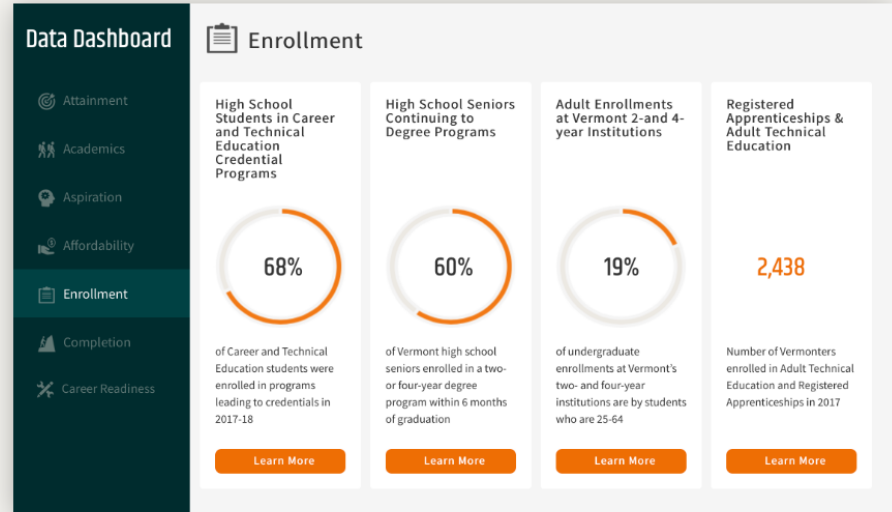 Data Dashboard
Attainment
Academics
Aspiration
Affordability
Enrollment
Completion
Career Readiness
Enrollment
High School
Students in Career
and Technical
Education
Credential
Programs
68%
of Career and Technical
Education students were
enrolled in programs
leading to credentials in
2017-18
Learn More
High School Seniors
Continuing to
Degree Programs
60%
of Vermont high school
seniors enrolled in a two-
or four-year degree
program within 6 months
of graduation
Learn More
Adult Enrollments
at Vermont 2-and 4-
year Institutions
19%
of undergraduate
enrollments at Vermont's
two- and four-year
institutions are by students
who are 25-64
Learn More
Registered
Apprenticeships &
Adult Technical
Education
2,438
Number of Vermonters
enrolled in Adult Technical
Education and Registered
Apprenticeships in 2017
Learn More